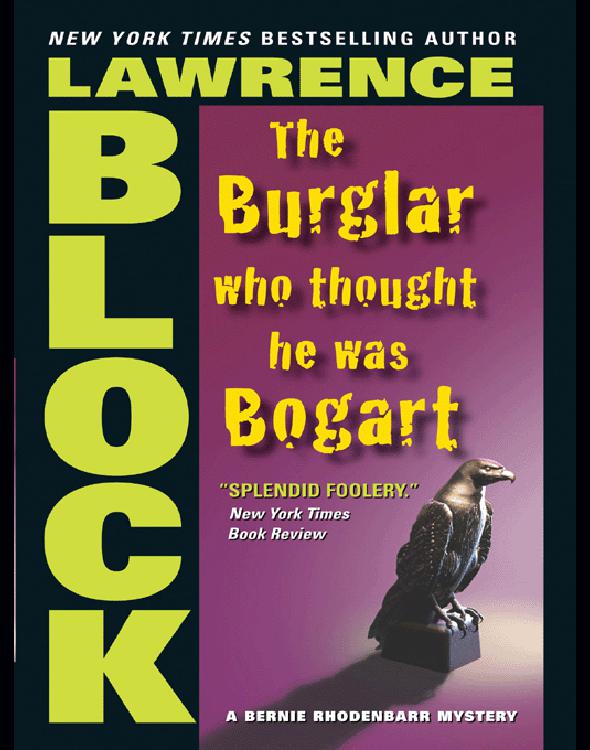 NEW YORK TIMES BESTSELLING AUTHOR
LAWRENCE
BLOCK
The
Burglar
who thought
he was
Bogart
"SPLENDID FOOLERY."
New York Times
Book Review
A BERNIE RHODENBARR MYSTERY